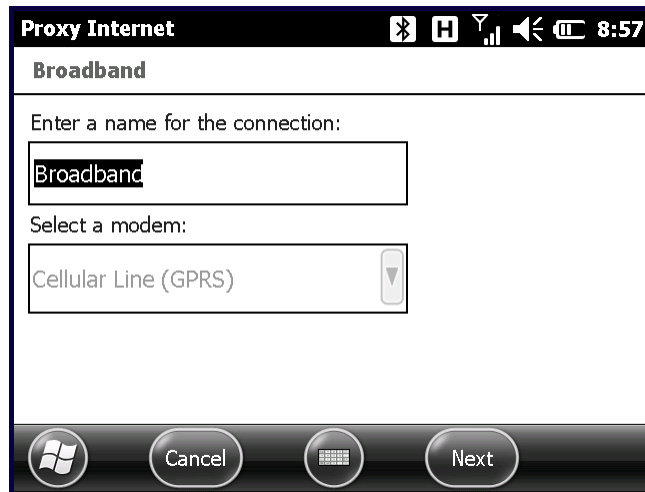 Proxy Internet H 8:57
Broadband
Enter a name for the connection:
Broadband
Select a modem:
Cellular Line (GPRS)
Cancel Next